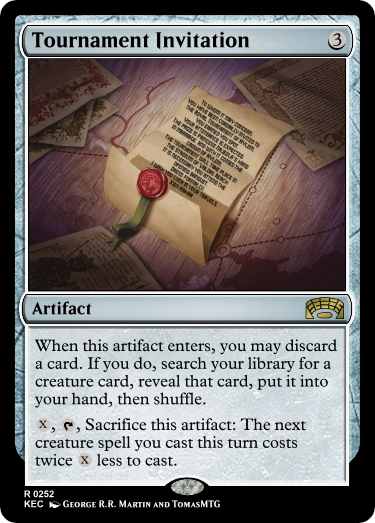 Tournament Invitation 3
Artifact
When this artifact enters, you may discard
a card. If you do, search your library for a
creature card, reveal that card, put it into
your hand, then shuffle.
X, T, Sacrifice this artifact: The next
creature spell you cast this turn costs
twice X less to cast.
R 0252
KEC George R.R. Martin and TomasMTG